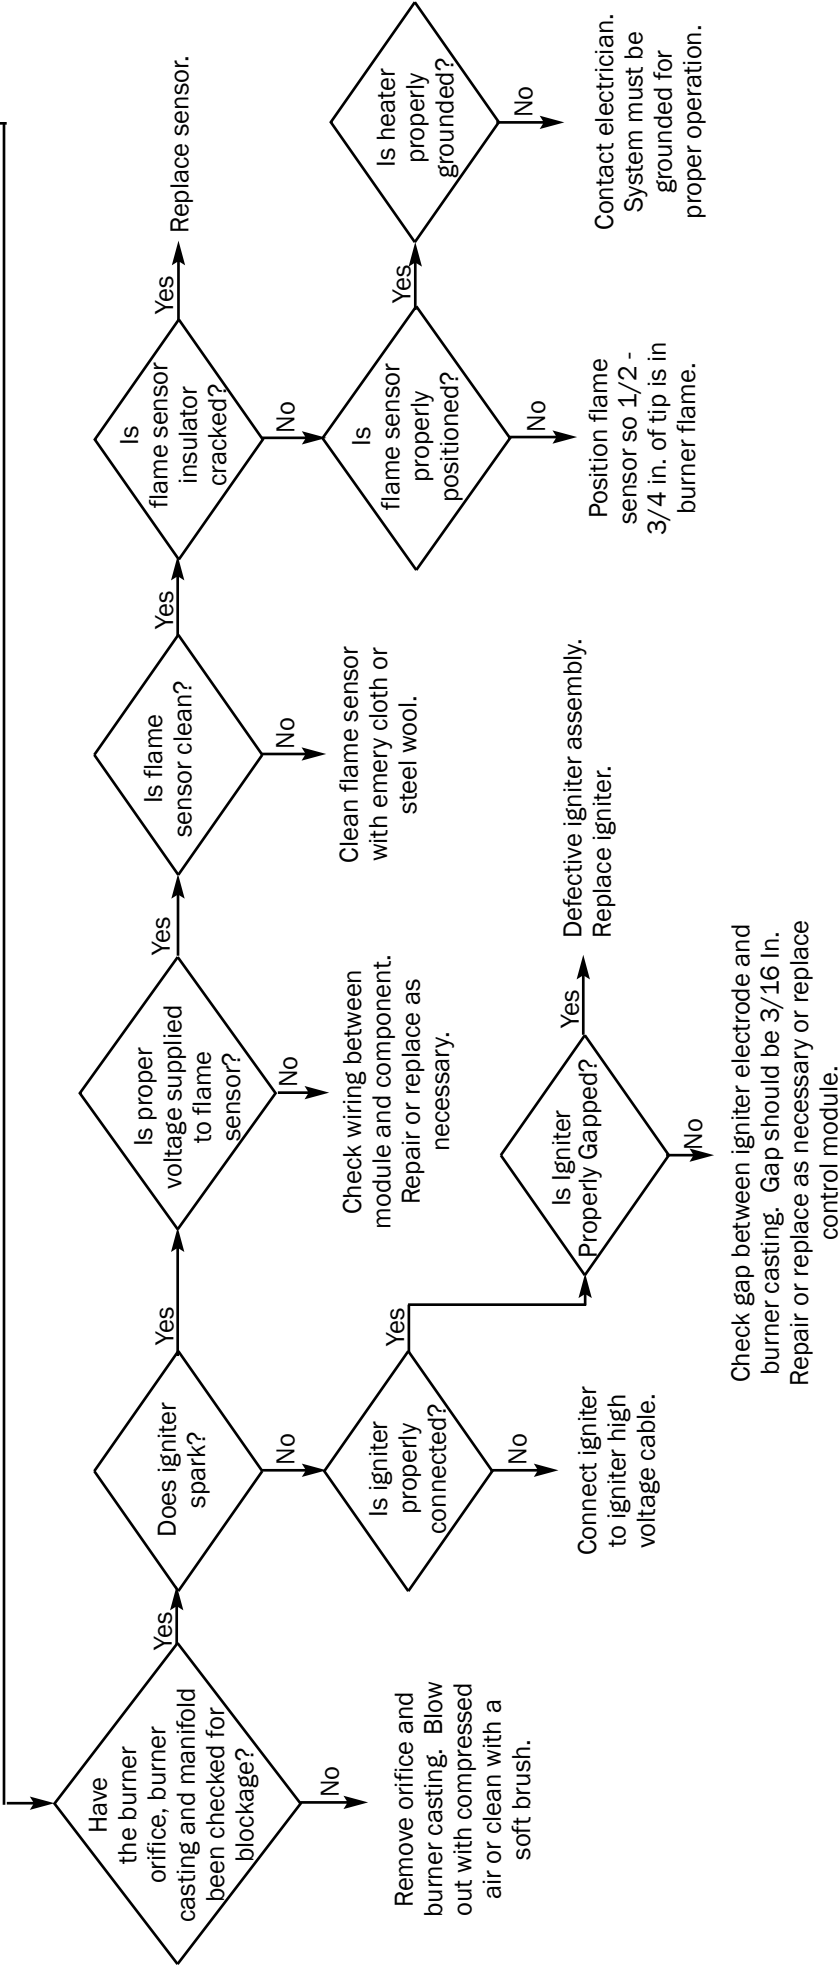 Have
the burner
orifice, burner
casting and manifold
been checked for
blockage?
Yes
No
Remove orifice and
burner casting.  Blow
out with compressed
air or clean with a
soft brush.
Does igniter
spark?
Yes
No
Is igniter
properly
connected?
Yes
No
Connect igniter
to igniter high
voltage cable.
Is Igniter
Properly Gapped?
Yes
Defective igniter assembly.
Replace igniter.
No
Check gap between igniter electrode and
burner casting.  Gap should be 3/16 In.
Repair or replace as necessary or replace
control module.
Is proper
voltage supplied
to flame
sensor?
Yes
No
Check wiring between
module and component.
Repair or replace as
necessary.
Is flame
sensor clean?
Yes
No
Clean flame sensor
with emery cloth or
steel wool.
Is
flame sensor
insulator
cracked?
Yes
Replace sensor.
No
Is
flame sensor
properly
positioned?
Yes
No
Position flame
sensor so 1/2 -
3/4 in. of tip is in
burner flame.
Is heater
properly
grounded?
No
Contact electrician.
System must be
grounded for
proper operation.